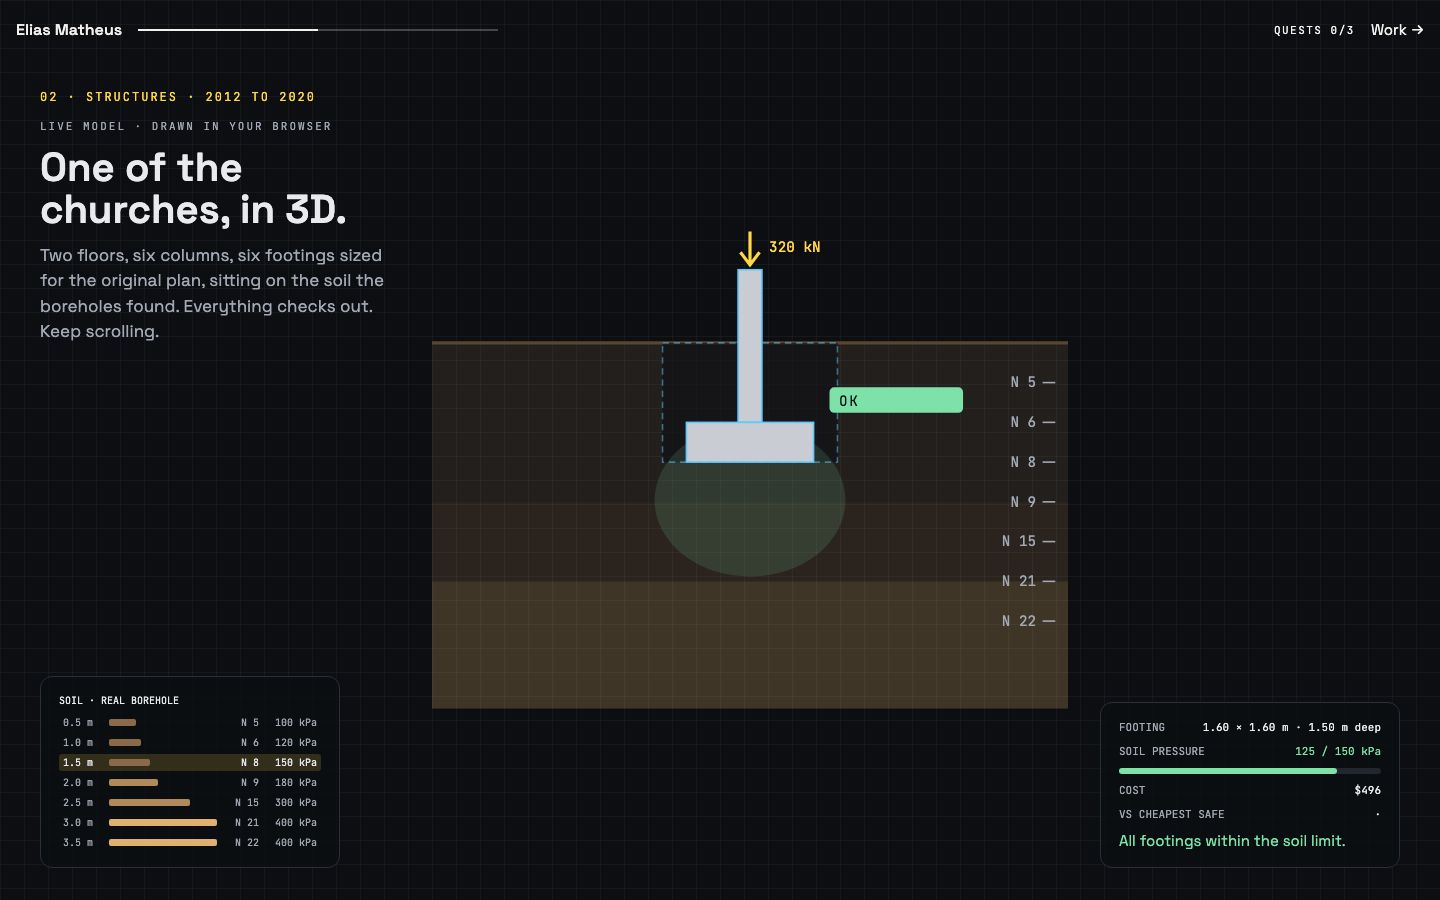 Elias Matheus
QUESTS 0/3 Work →
02 · STRUCTURES · 2012 TO 2020
LIVE MODEL · DRAWN IN YOUR BROWSER
One of the
churches, in 3D.
Two floors, six columns, six footings sized
for the original plan, sitting on the soil the
boreholes found. Everything checks out.
Keep scrolling.
320 kN
OK
N 5
N 6
N 8
N 9
N 15
N 21
N 22
SOIL · REAL BOREHOLE
0.5 m N 5 100 kPa
1.0 m N 6 120 kPa
1.5 m N 8 150 kPa
2.0 m N 9 180 kPa
2.5 m N 15 300 kPa
3.0 m N 21 400 kPa
3.5 m N 22 400 kPa
FOOTING 1.60 × 1.60 m · 1.50 m deep
SOIL PRESSURE 125 / 150 kPa
COST $496
VS CHEAPEST SAFE ·
All footings within the soil limit.